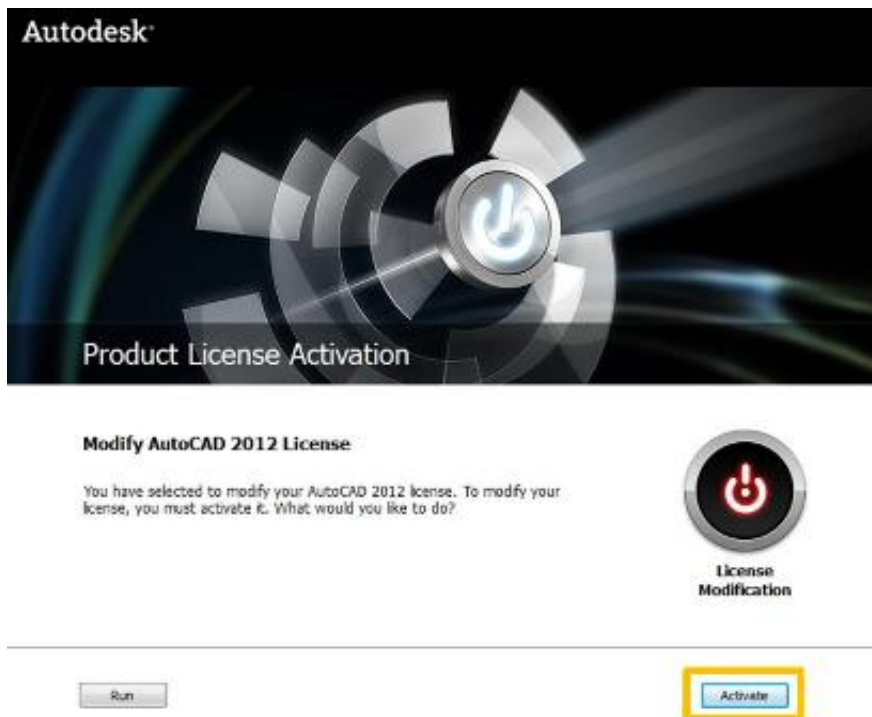 Autodesk
Product License Activation
Modify AutoCAD 2012 License
You have selected to modify your AutoCAD 2012 license. To modify your
license, you must activate it. What would you like to do?
License
Modification
Run
Activate